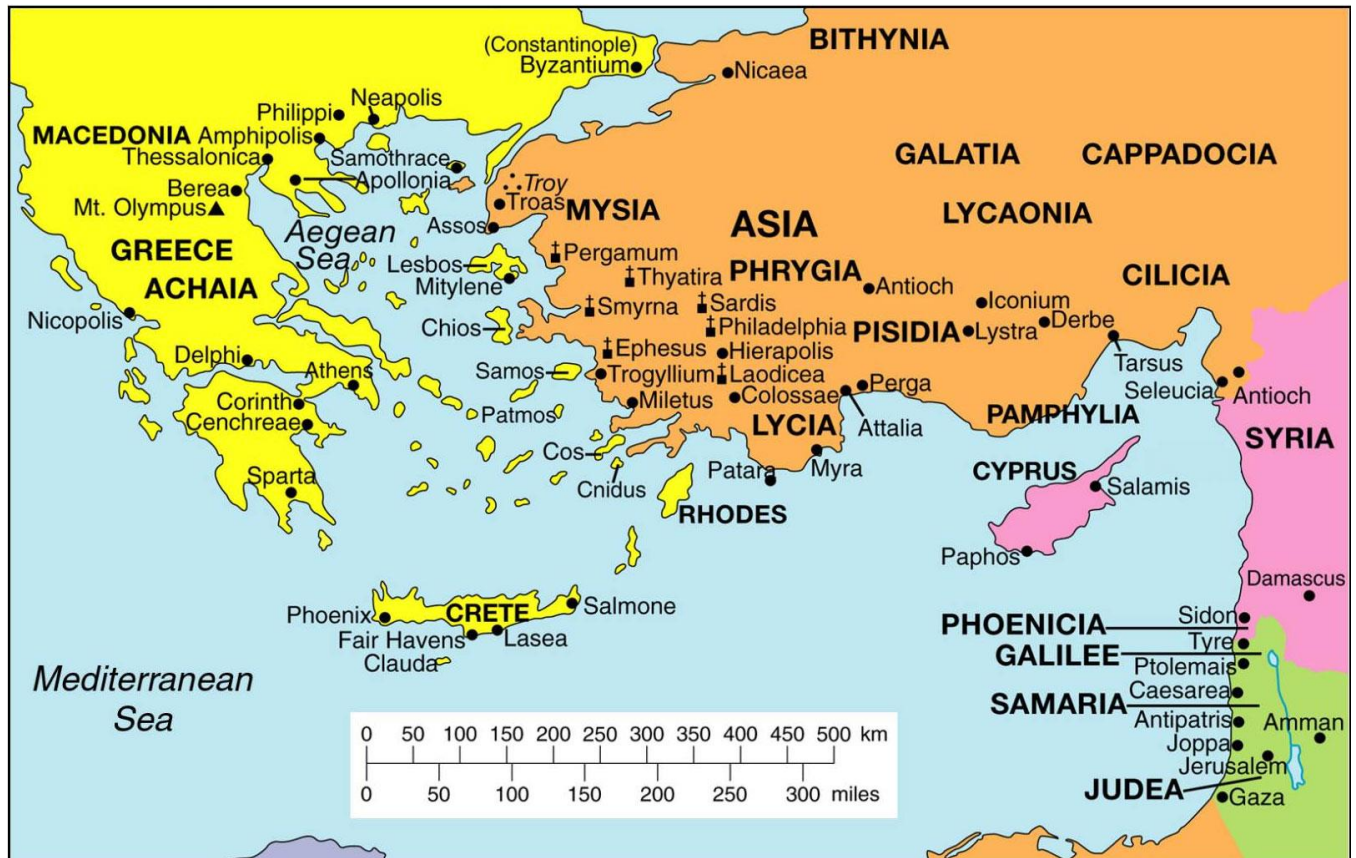 BITHYNIA
(Constantinople)
Byzantium
Nicaea
Neapolis
Philippi
MACEDONIA
Amphipolis
Thessalonica
Samothrace
Apollonia
GALATIA
CAPPADOCIA
Troy
Troas
Berea
Mt. Olympus
MYSIA
LYCAONIA
ASIA
Assos
Aegean
Sea
GREECE
Pergamum
Lesbos
Thyatira
PHRYGIA
CILICIA
Mitylene
ACHAIA
Antioch
Sardis
Iconium
Smyrna
Nicopolis
Chios
Philadelphia
PISIDIA
Lystra
Derbe
Ephesus
Hierapolis
Delphi
Athens
Samos
Trogyllium
Laodicea
Perga
Tarsus
Seleucia
Antioch
Corinth
Patmos
Miletus
Colossae
Cenchreae
LYCIA
Attalia
PAMPHYLIA
SYRIA
Cos
Sparta
Patara
Myra
CYPRUS
Cnidus
Salamis
RHODES
Paphos
Damascus
Phoenix
CRETE
Salmone
Sidon
PHOENICIA
Fair Havens
Lasea
Tyre
GALILEE
Clauda
Ptolemais
Mediterranean
Sea
Caesarea
SAMARIA
Antipatris
Amman
Joppa
Jerusalem
JUDEA
Gaza
0 50 100 150 200 250 300 350 400 450 500 km
0 50 100 150 200 250 300 miles